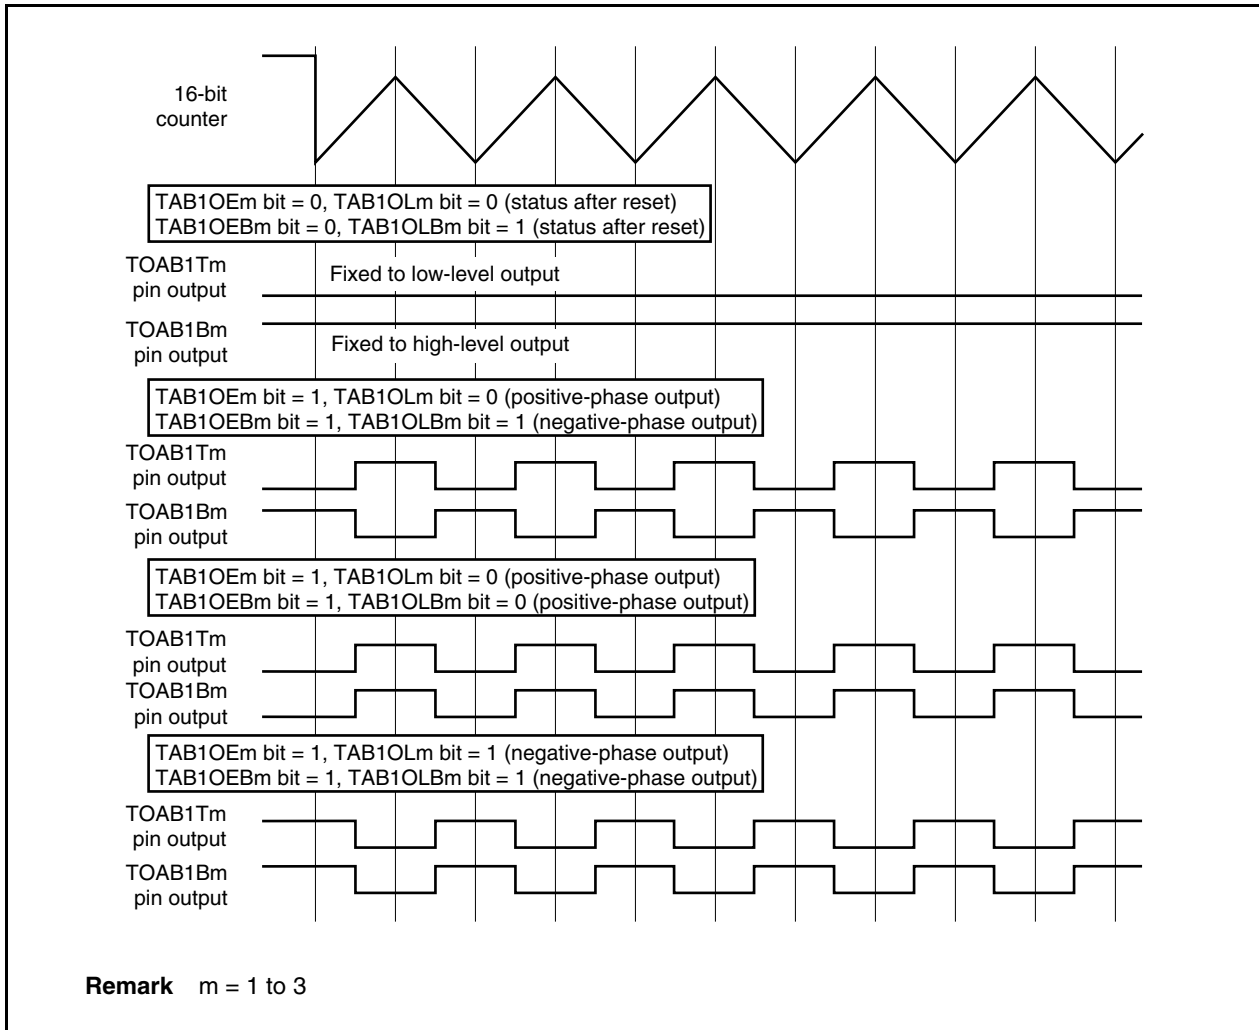 16-bit
counter
TAB1OEm bit = 0, TAB1OLm bit = 0 (status after reset)
TAB1OEBm bit = 0, TAB1OLBm bit = 1 (status after reset)
TOAB1Tm
pin output
Fixed to low-level output
TOAB1Bm
pin output
Fixed to high-level output
TAB1OEm bit = 1, TAB1OLm bit = 0 (positive-phase output)
TAB1OEBm bit = 1, TAB1OLBm bit = 1 (negative-phase output)
TOAB1Tm
pin output
TOAB1Bm
pin output
TAB1OEm bit = 1, TAB1OLm bit = 0 (positive-phase output)
TAB1OEBm bit = 1, TAB1OLBm bit = 0 (positive-phase output)
TOAB1Tm
pin output
TOAB1Bm
pin output
TAB1OEm bit = 1, TAB1OLm bit = 1 (negative-phase output)
TAB1OEBm bit = 1, TAB1OLBm bit = 1 (negative-phase output)
TOAB1Tm
pin output
TOAB1Bm
pin output
Remark m = 1 to 3